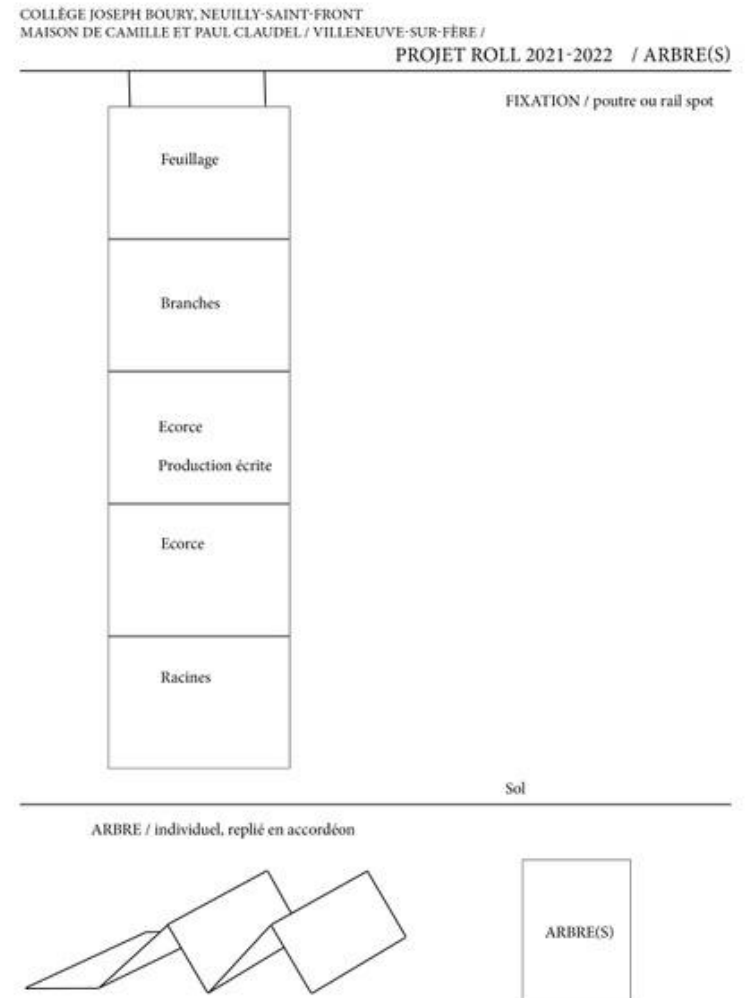 COLLÈGE JOSEPH BOURY, NEUILLY-SAINT-FRONT
MAISON DE CAMILLE ET PAUL CLAUDEL / VILLENEUVE-SUR-FÈRE /
PROJET ROLL 2021-2022 / ARBRE(S)
FIXATION / poutre ou rail spot
Feuillage
Branches
Ecorce
Production écrite
Ecorce
Racines
Sol
ARBRE / individuel, replié en accordéon
ARBRE(S)